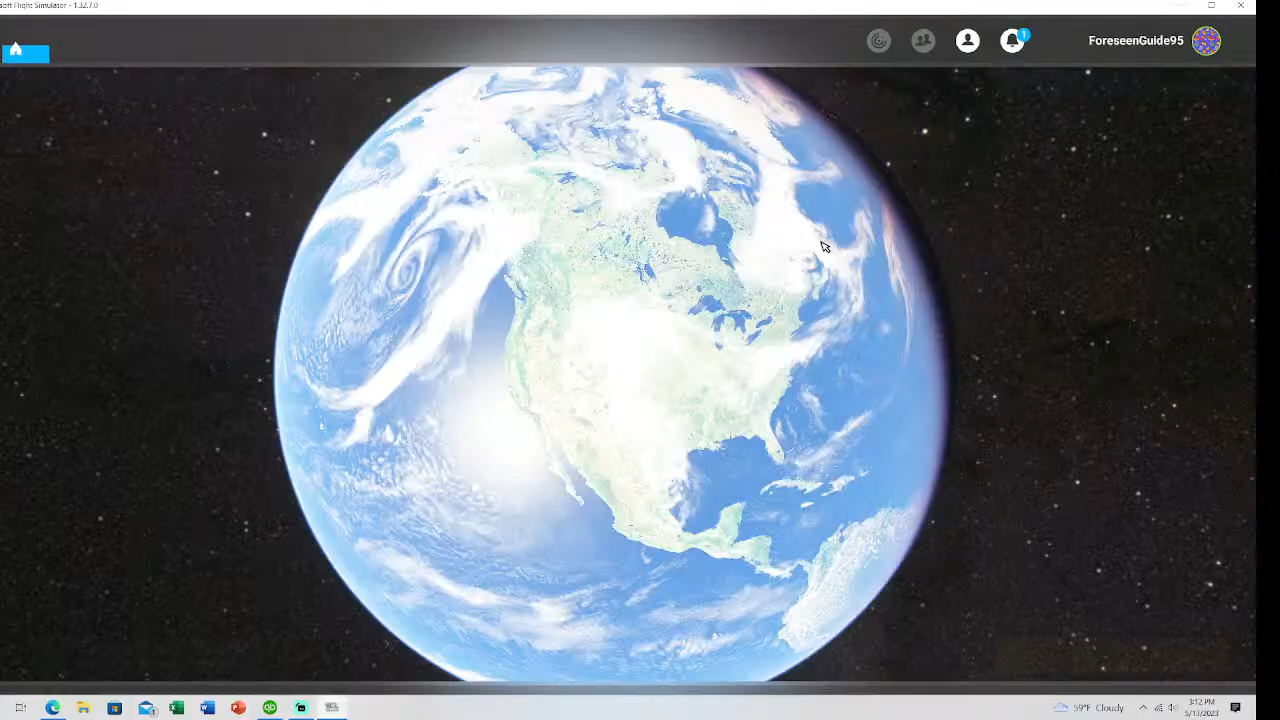 soft Flight Simulator - 1.32.7.0
1
ForeseenGuide95
59°F Cloudy
3:12 PM
5/13/2023